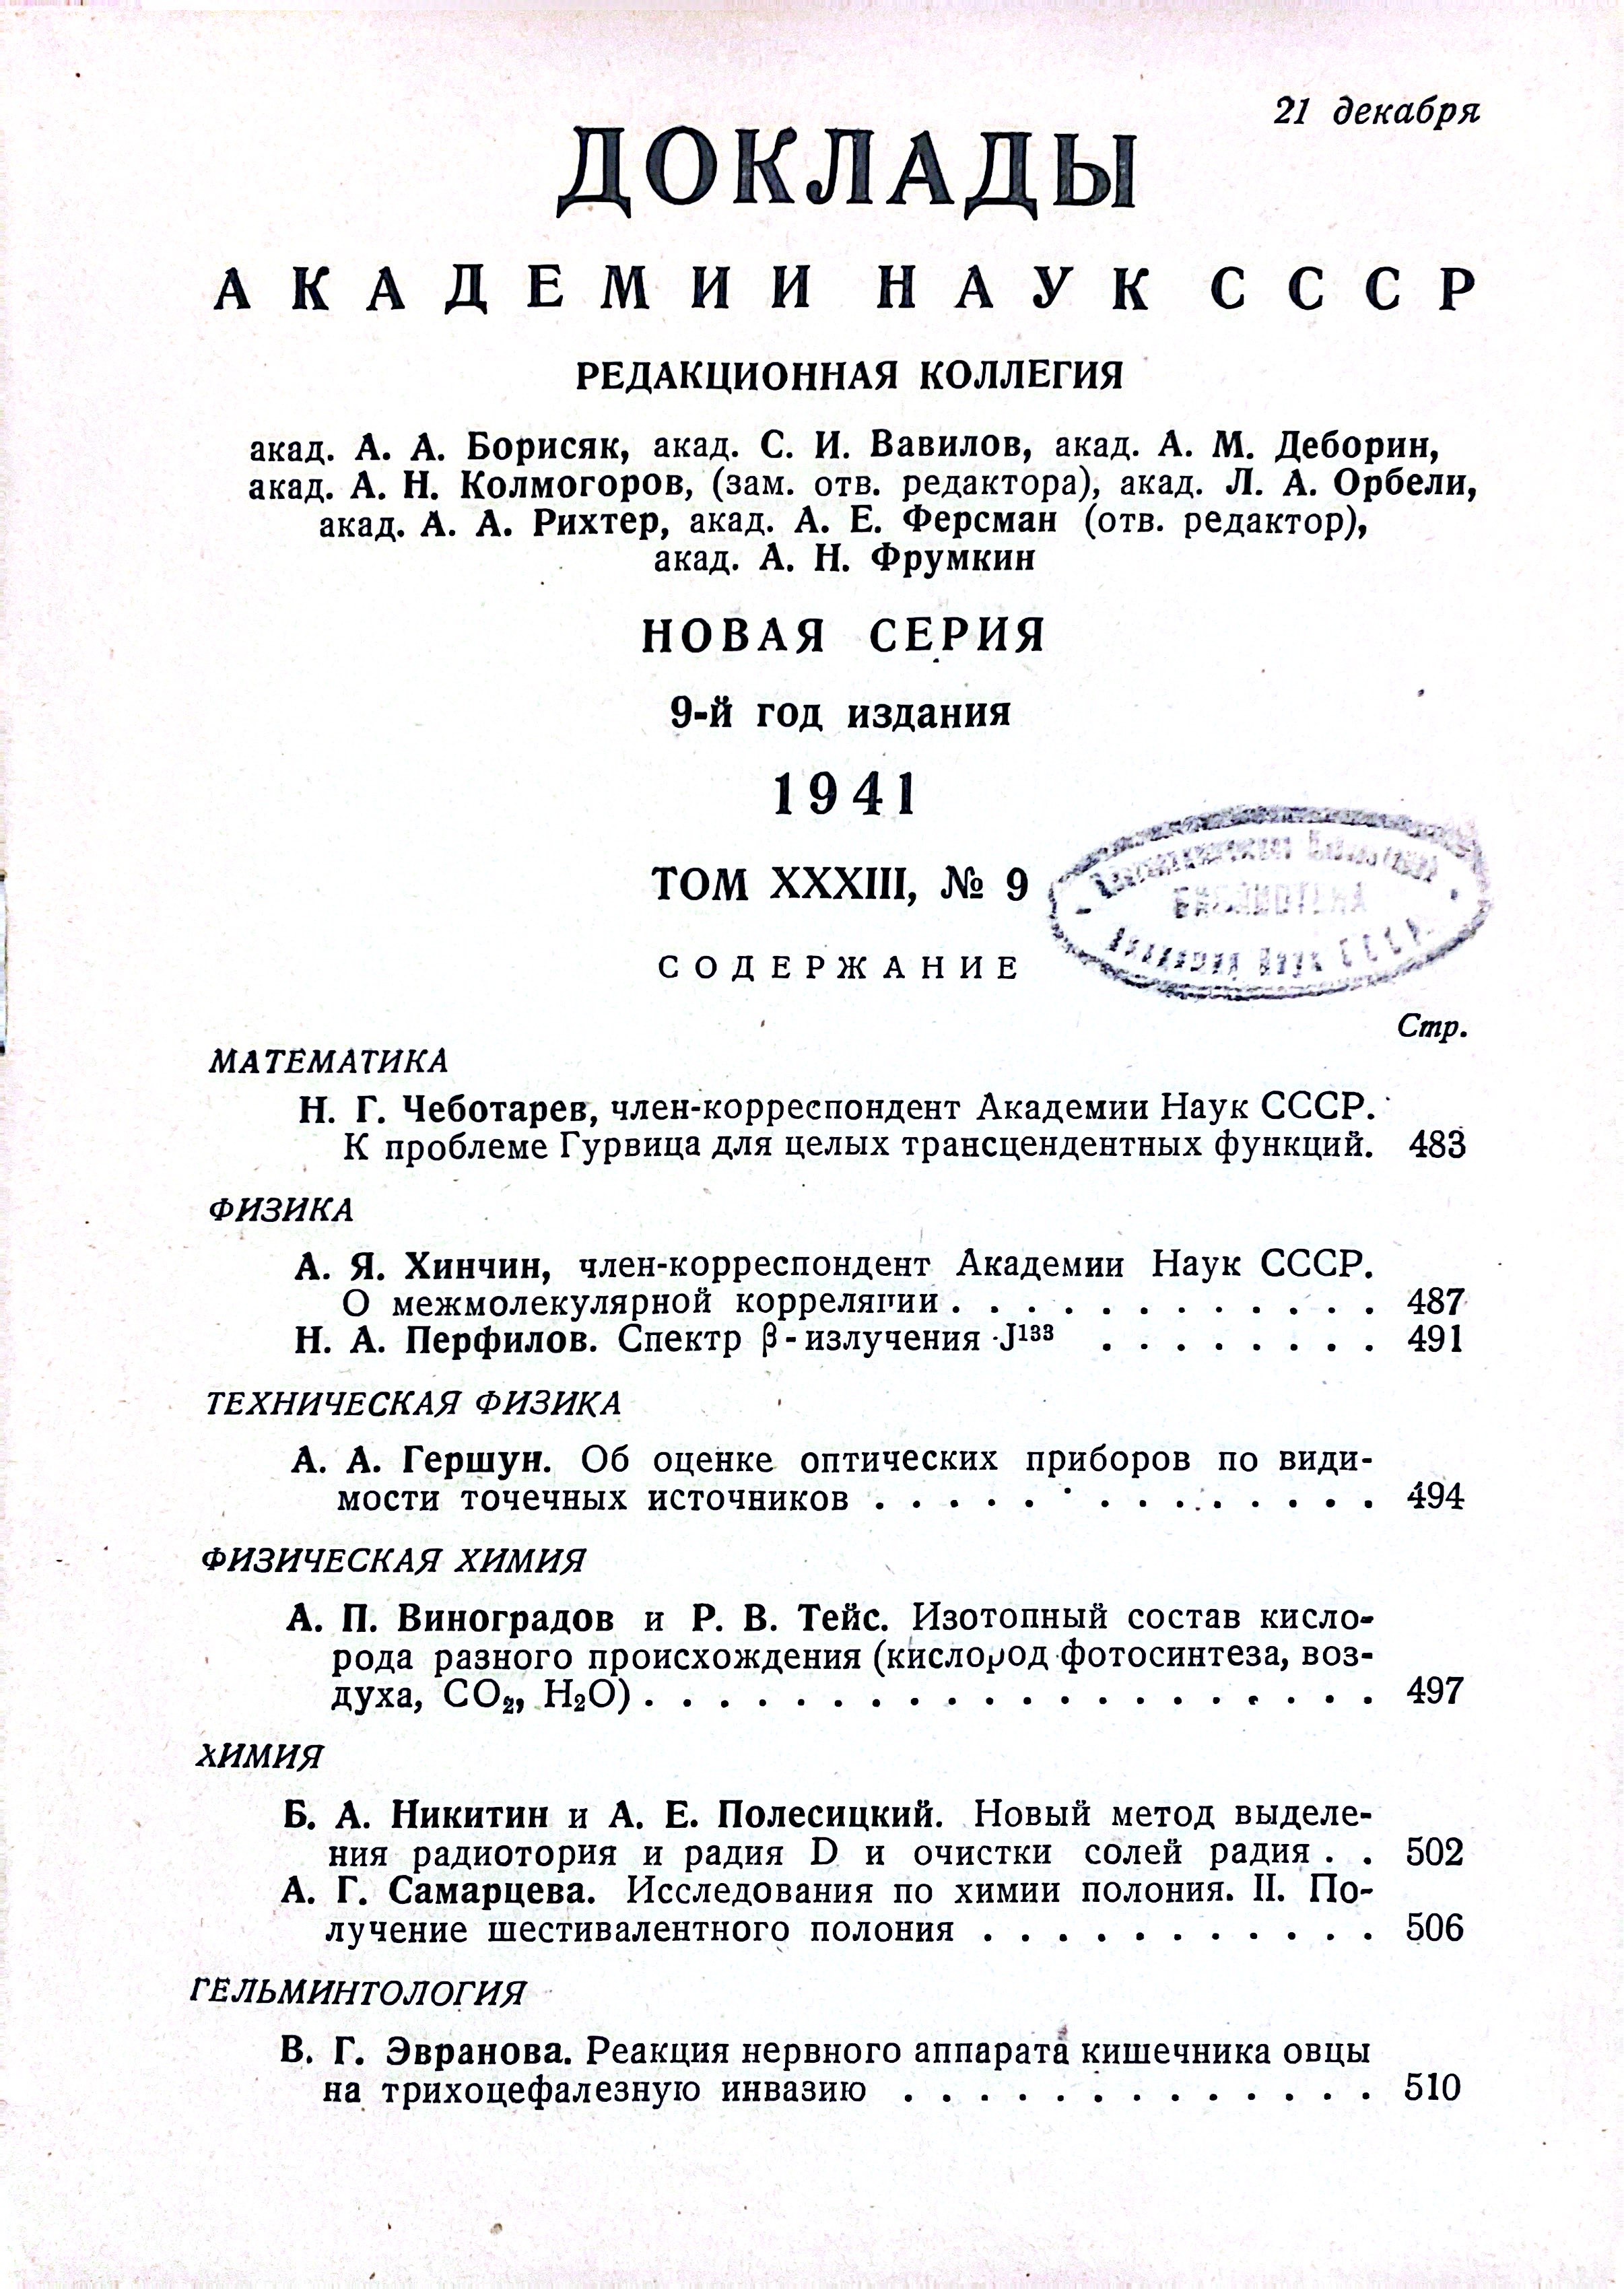 21 декабря
ДОКЛАДЫ
АКАДЕМИИ НАУК СССР
РЕДАКЦИОННАЯ КОЛЛЕГИЯ
акад. А. А. Борисяк, акад. С. И. Вавилов, акад. А. М. Деборин,
акад. А. Н. Колмогоров, (зам. отв. редактора), акад. Л. А. Орбели,
акад. А. А. Рихтер, акад. А. Е. Ферсман (отв. редактор),
акад. А. Н. Фрумкин
НОВАЯ СЕРИЯ
9-й год издания
1941
ТОМ XXXIII, № 9
СОДЕРЖАНИЕ
Стр.
МАТЕМАТИКА
Н. Г. Чеботарев, член-корреспондент Академии Наук СССР.
К проблеме Гурвица для целых трансцендентных функций. 483
ФИЗИКА
А. Я. Хинчин, член-корреспондент Академии Наук СССР.
О межмолекулярной корреляции . . . . . . . . . . . . 487
Н. А. Перфилов. Спектр β-излучения J¹³³ . . . . . . . . 491
ТЕХНИЧЕСКАЯ ФИЗИКА
А. А. Гершун. Об оценке оптических приборов по види-
мости точечных источников . . . . . . . . . . . . . . 494
ФИЗИЧЕСКАЯ ХИМИЯ
А. П. Виноградов и Р. В. Тейс. Изотопный состав кисло-
рода разного происхождения (кислород фотосинтеза, воз-
духа, CO₂, H₂O) . . . . . . . . . . . . . . . . . . . . 497
ХИМИЯ
Б. А. Никитин и А. Е. Полесицкий. Новый метод выделе-
ния радиотория и радия D и очистки солей радия . . 502
А. Г. Самарцева. Исследования по химии полония. II. По-
лучение шестивалентного полония . . . . . . . . . . . 506
ГЕЛЬМИНТОЛОГИЯ
В. Г. Эвранова. Реакция нервного аппарата кишечника овцы
на трихоцефалезную инвазию . . . . . . . . . . . . . 510